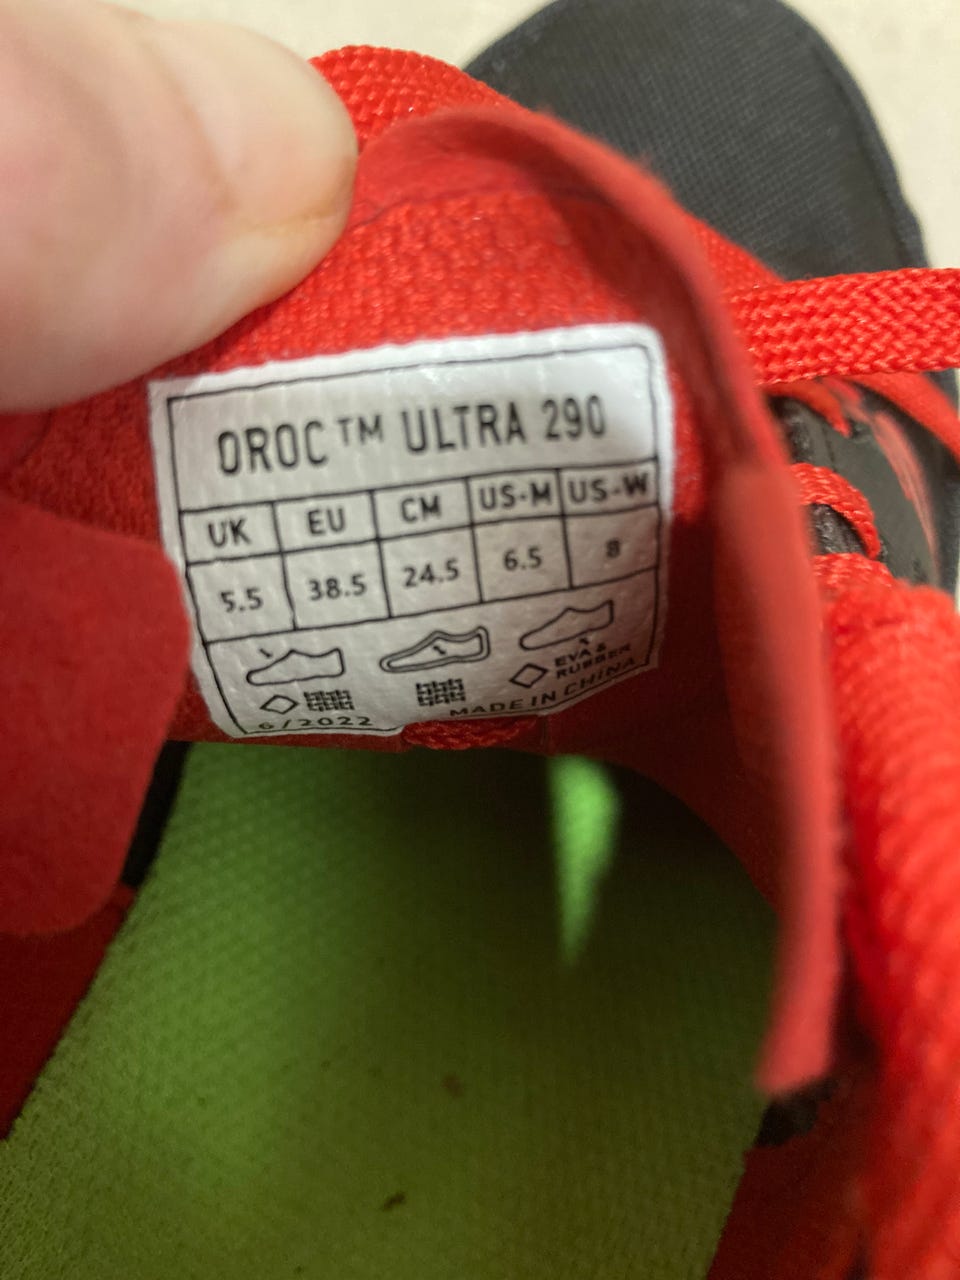 OROC™ ULTRA 290
UK EU CM US-M US-W
5.5 38.5 24.5 6.5 8
EVA &
RUBBER
6/2022 MADE IN CHINA